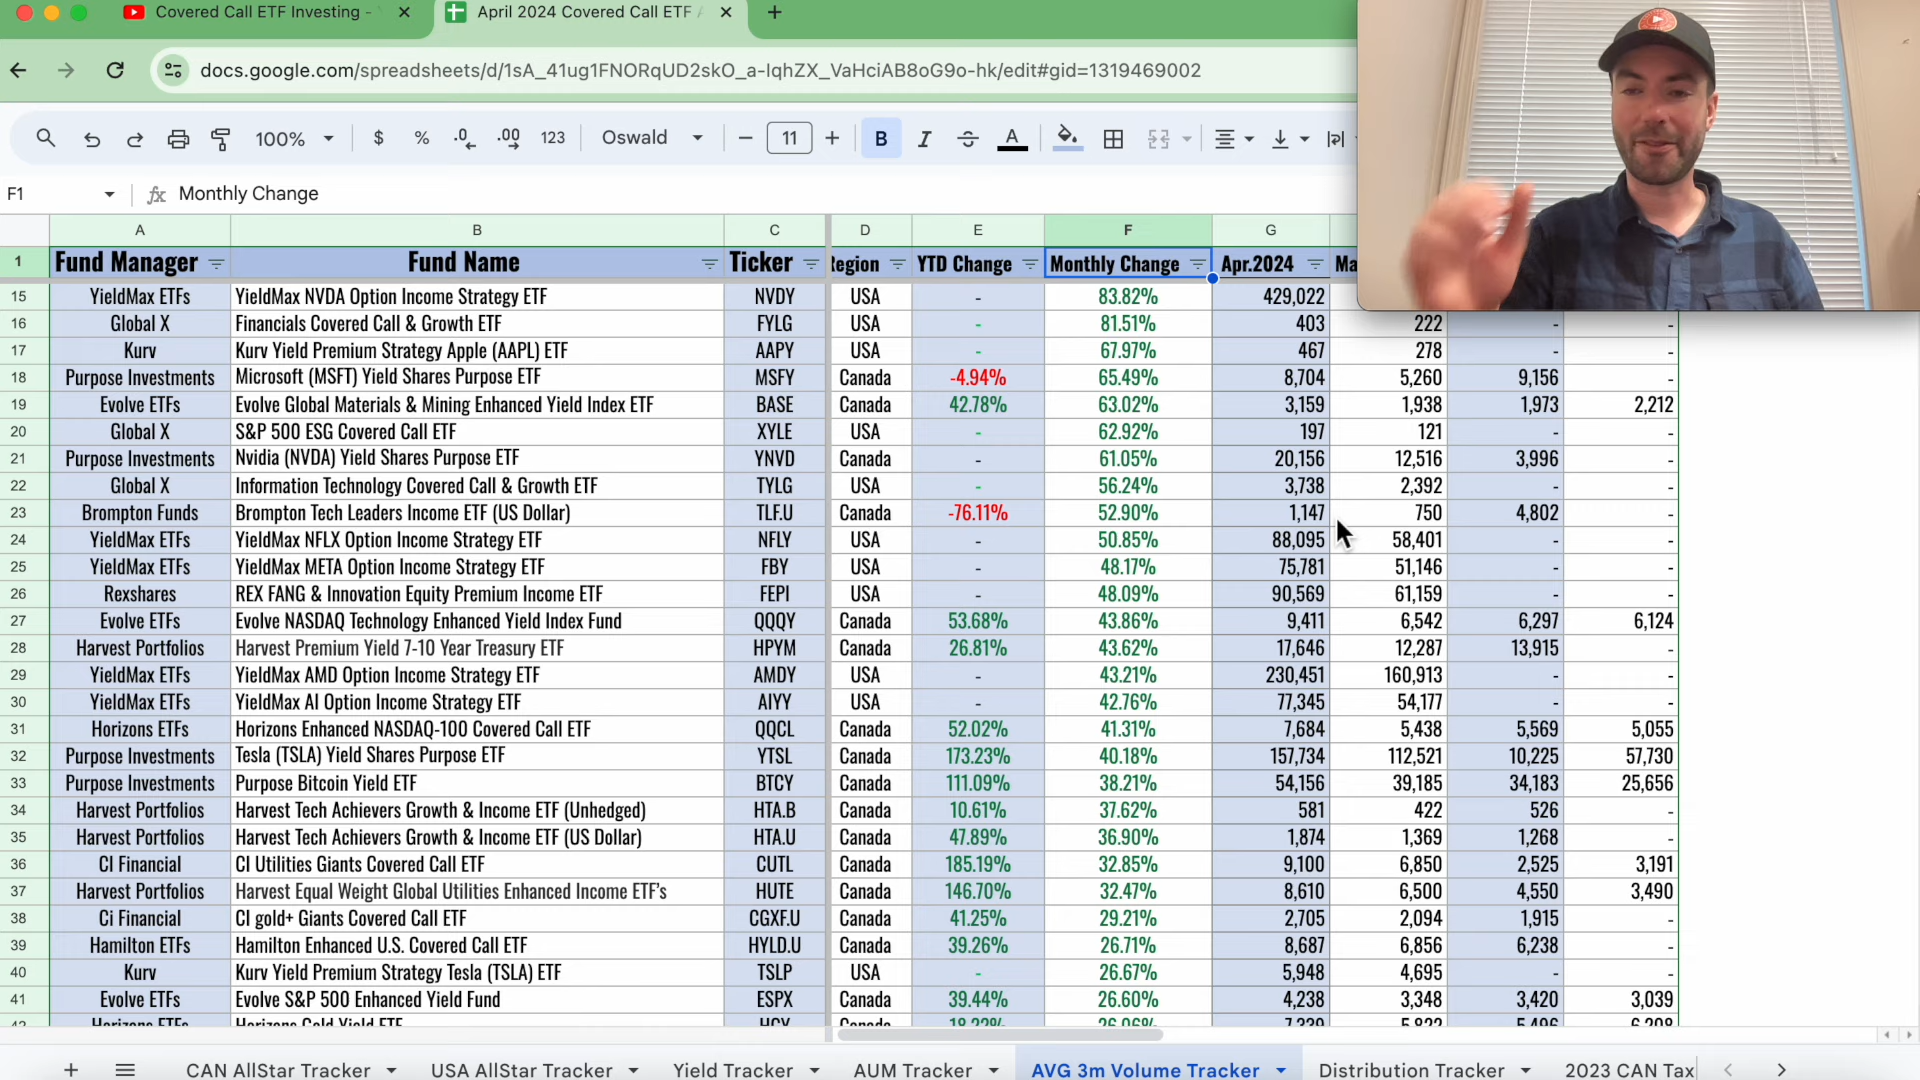 Covered Call ETF Investing -
April 2024 Covered Call ETF
docs.google.com/spreadsheets/d/1sA_41ug1FNORqUD2skO_a-IqhZX_VaHciAB8oG9o-hk/edit#gid=1319469002
100% $ % .0 .00 123 Oswald 11 B I A
F1 fx Monthly Change
A B C D E F G
1 Fund Manager Fund Name Ticker Region YTD Change Monthly Change Apr.2024 Ma
15 YieldMax ETFs YieldMax NVDA Option Income Strategy ETF NVDY USA - 83.82% 429,022
16 Global X Financials Covered Call & Growth ETF FYLG USA - 81.51% 403 222 - -
17 Kurv Kurv Yield Premium Strategy Apple (AAPL) ETF AAPY USA - 67.97% 467 278 - -
18 Purpose Investments Microsoft (MSFT) Yield Shares Purpose ETF MSFY Canada -4.94% 65.49% 8,704 5,260 9,156 -
19 Evolve ETFs Evolve Global Materials & Mining Enhanced Yield Index ETF BASE Canada 42.78% 63.02% 3,159 1,938 1,973 2,212
20 Global X S&P 500 ESG Covered Call ETF XYLE USA - 62.92% 197 121 - -
21 Purpose Investments Nvidia (NVDA) Yield Shares Purpose ETF YNVD Canada - 61.05% 20,156 12,516 3,996 -
22 Global X Information Technology Covered Call & Growth ETF TYLG USA - 56.24% 3,738 2,392 - -
23 Brompton Funds Brompton Tech Leaders Income ETF (US Dollar) TLF.U Canada -76.11% 52.90% 1,147 750 4,802 -
24 YieldMax ETFs YieldMax NFLX Option Income Strategy ETF NFLY USA - 50.85% 88,095 58,401 - -
25 YieldMax ETFs YieldMax META Option Income Strategy ETF FBY USA - 48.17% 75,781 51,146 - -
26 Rexshares REX FANG & Innovation Equity Premium Income ETF FEPI USA - 48.09% 90,569 61,159 - -
27 Evolve ETFs Evolve NASDAQ Technology Enhanced Yield Index Fund QQQY Canada 53.68% 43.86% 9,411 6,542 6,297 6,124
28 Harvest Portfolios Harvest Premium Yield 7-10 Year Treasury ETF HPYM Canada 26.81% 43.62% 17,646 12,287 13,915 -
29 YieldMax ETFs YieldMax AMD Option Income Strategy ETF AMDY USA - 43.21% 230,451 160,913 - -
30 YieldMax ETFs YieldMax AI Option Income Strategy ETF AIYY USA - 42.76% 77,345 54,177 - -
31 Horizons ETFs Horizons Enhanced NASDAQ-100 Covered Call ETF QQCL Canada 52.02% 41.31% 7,684 5,438 5,569 5,055
32 Purpose Investments Tesla (TSLA) Yield Shares Purpose ETF YTSL Canada 173.23% 40.18% 157,734 112,521 10,225 57,730
33 Purpose Investments Purpose Bitcoin Yield ETF BTCY Canada 111.09% 38.21% 54,156 39,185 34,183 25,656
34 Harvest Portfolios Harvest Tech Achievers Growth & Income ETF (Unhedged) HTA.B Canada 10.61% 37.62% 581 422 526 -
35 Harvest Portfolios Harvest Tech Achievers Growth & Income ETF (US Dollar) HTA.U Canada 47.89% 36.90% 1,874 1,369 1,268 -
36 CI Financial CI Utilities Giants Covered Call ETF CUTL Canada 185.19% 32.85% 9,100 6,850 2,525 3,191
37 Harvest Portfolios Harvest Equal Weight Global Utilities Enhanced Income ETF's HUTE Canada 146.70% 32.47% 8,610 6,500 4,550 3,490
38 Ci Financial CI gold+ Giants Covered Call ETF CGXF.U Canada 41.25% 29.21% 2,705 2,094 1,915 -
39 Hamilton ETFs Hamilton Enhanced U.S. Covered Call ETF HYLD.U Canada 39.26% 26.71% 8,687 6,856 6,238 -
40 Kurv Kurv Yield Premium Strategy Tesla (TSLA) ETF TSLP USA - 26.67% 5,948 4,695 - -
41 Evolve ETFs Evolve S&P 500 Enhanced Yield Fund ESPX Canada 39.44% 26.60% 4,238 3,348 3,420 3,039
42 Horizons ETFs Horizons Gold Yield ETF HGY Canada 18.22% 26.06% 7,339 5,822 5,496 6,208
CAN AllStar Tracker USA AllStar Tracker Yield Tracker AUM Tracker AVG 3m Volume Tracker Distribution Tracker 2023 CAN Tax